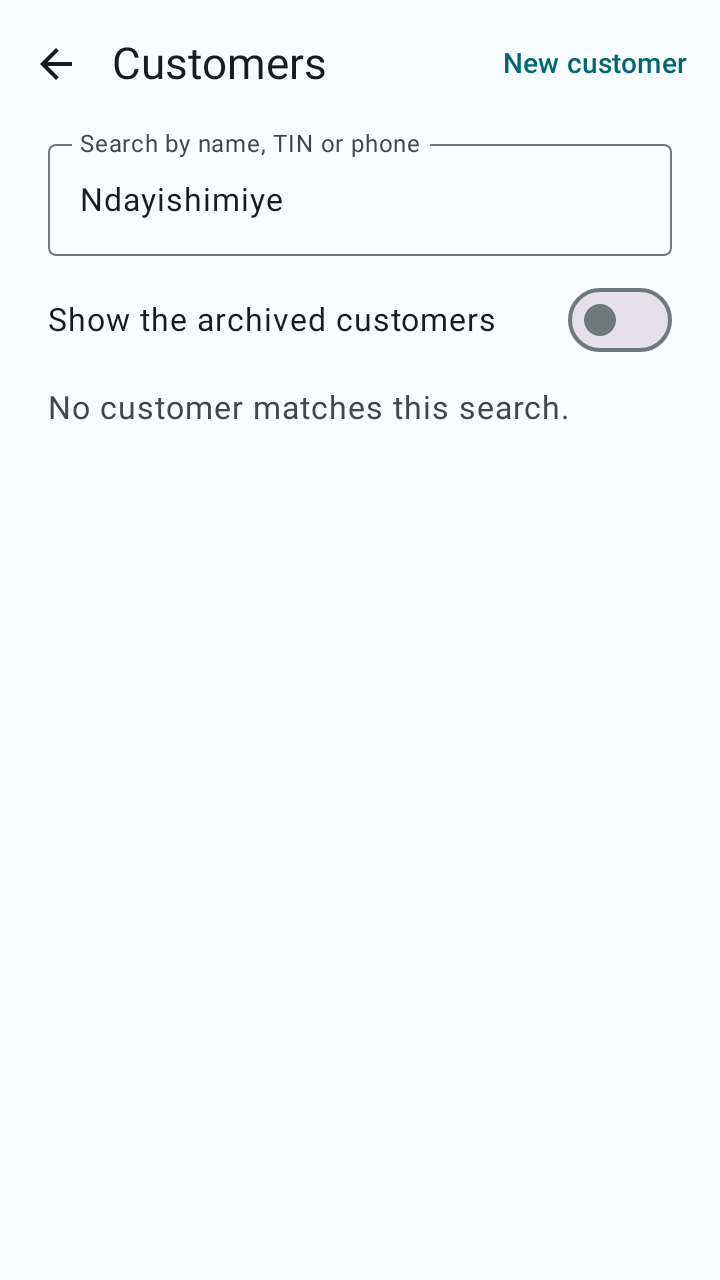 Customers
New customer
Search by name, TIN or phone
Ndayishimiye
Show the archived customers
No customer matches this search.